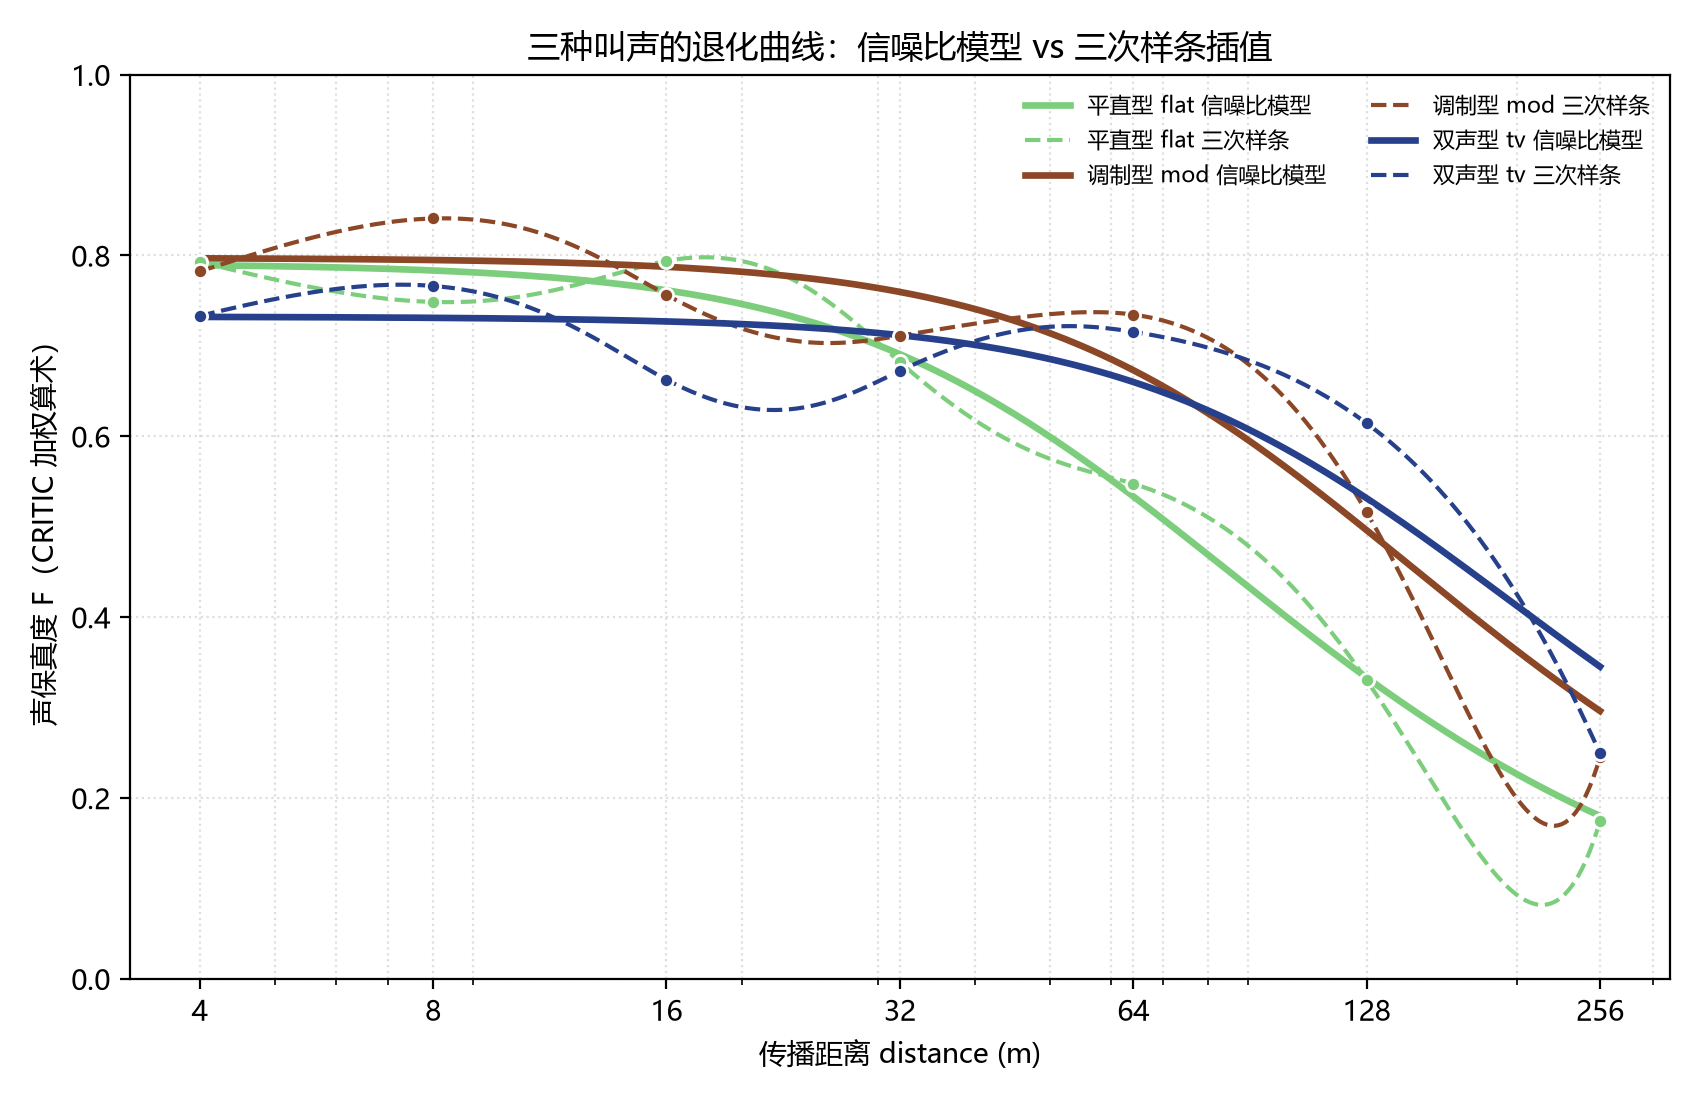 三种叫声的退化曲线：信噪比模型 vs 三次样条插值
平直型 flat 信噪比模型
平直型 flat 三次样条
调制型 mod 信噪比模型
调制型 mod 三次样条
双声型 tv 信噪比模型
双声型 tv 三次样条
声保真度 F（CRITIC 加权算术）
1.0
0.8
0.6
0.4
0.2
0.0
4 8 16 32 64 128 256
传播距离 distance (m)